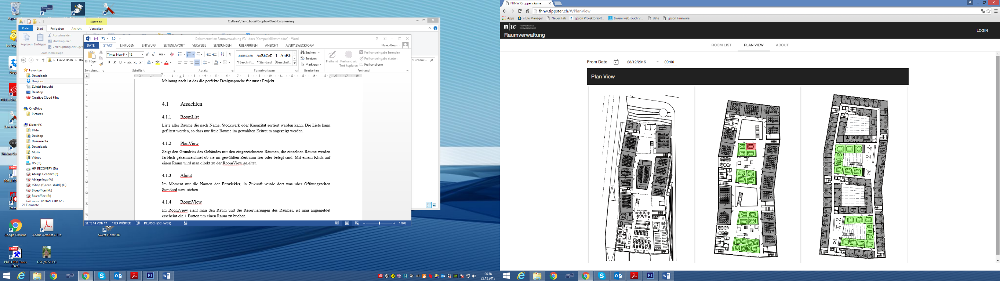 Google Chrome
Adobe Acrobat X Pro
Sweet Home 3D
PDFill PDF Tools
(Free)
DSC_9222.JPG
Bildtools
C:\Users\flavio.bossi\Dropbox\Web Engineering
Datei Start Freigeben Ansicht Verwalten
Kopieren Einfügen
Ausschneiden
Pfad kopieren
Verknüpfung einfügen
Zwischenablage
Flavio Bossi
durchsuc...
Favoriten
Downloads
Dropbox
Zuletzt besucht
Desktop
Creative Cloud Files
OneDrive
Pictures
Dieser PC
Bilder
Desktop
Dokumente
Downloads
Musik
Videos
OS (C:)
HP_RECOVERY (D:)
Ablage Ceconet (I:)
Ablage Inyx (K:)
eShop (\\ceco-sbs01) (L:)
Blueoffice (M:)
Blueoffice (R:)
music (\\NAS_FTP) (Z:)
21 Elemente
Dokumentation Raumverwaltung V0.1.docx [Kompatibilitätsmodus] - Word
DATEI START EINFÜGEN ENTWURF SEITENLAYOUT VERWEISE SENDUNGEN ÜBERPRÜFEN ANSICHT AVERY ZWECKFORM
Flavio Bossi
Einfügen
Times New F 12
AaBbCcDc AaBbCcI 1 AaBb
¶ Beschrift... ¶ Standard Überschrif...
Suchen
Ersetzen
Markieren
Freihand
Freihand als
Text kopieren
Freihandeingabe beenden
Freihandeingabe starten
Freihandform
Zwischen... Schriftart Absatz Formatvorlagen Bearbeiten Freihand
Meinung nach ist das die perfekte Designsprache für unser Projekt.
4.1 Ansichten
4.1.1 RoomList
Liste aller Räume die nach Name, Stockwerk oder Kapazität sortiert werden kann. Die Liste kann
gefiltert werden, so dass nur freie Räume im gewählten Zeitraum angezeigt werden.
4.1.2 PlanView
Zeigt den Grundriss des Gebäudes mit den eingezeichneten Räumen, die einzelnen Räume werden
farblich gekennzeichnet ob sie im gewählten Zeitraum frei oder belegt sind. Mit einem Klick auf
einen Raum wird man direkt zu der RoomView geleitet.
4.1.3 About
Im Moment nur die Namen der Entwickler, in Zukunft würde dort was über Öffnungszeiten
Standord usw. stehen.
4.1.4 RoomView
Im RoomView sieht man den Raum und die Reservierungen des Raumes, ist man angemeldet
erscheint ein + Button um einen Raum zu buchen.
SEITE 14 VON 17 1924 WÖRTER DEUTSCH (SCHWEIZ)
110%
06:58
23.12.2015
FHNW Gruppenräume
fhnw.tippster.ch/#/PlanView
Apps iRule Manager Neuer Tab Epson Projektorsoft... trivum webTouch V... date Epson Firmware
n|w Fachhochschule
Nordwestschweiz
Raumverwaltung
LOGIN
ROOM LIST PLAN VIEW ABOUT
From Date 23/12/2015 09:00
Plan View